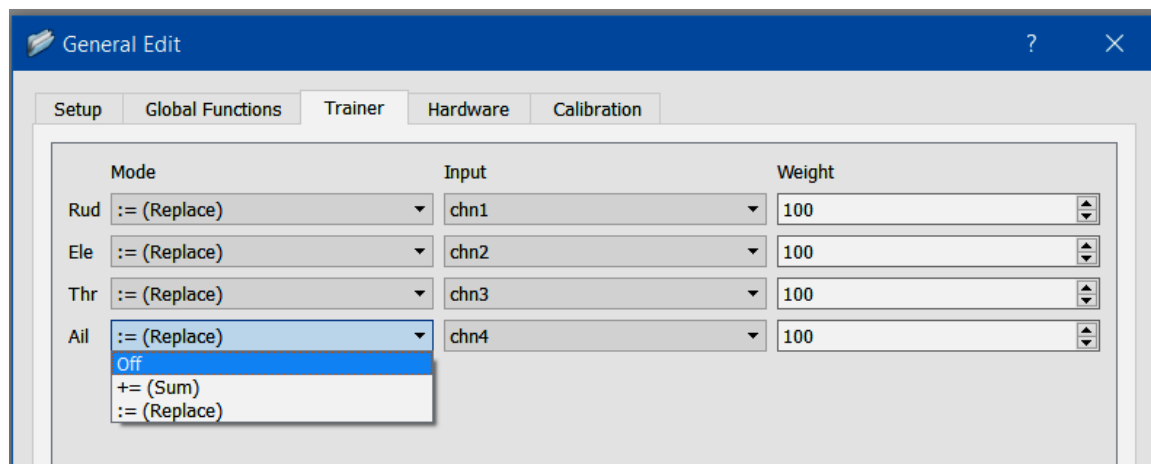 General Edit ?
Setup Global Functions Trainer Hardware Calibration
Mode Input Weight
Rud := (Replace) chn1 100
Ele := (Replace) chn2 100
Thr := (Replace) chn3 100
Ail := (Replace) chn4 100
Off
+= (Sum)
:= (Replace)